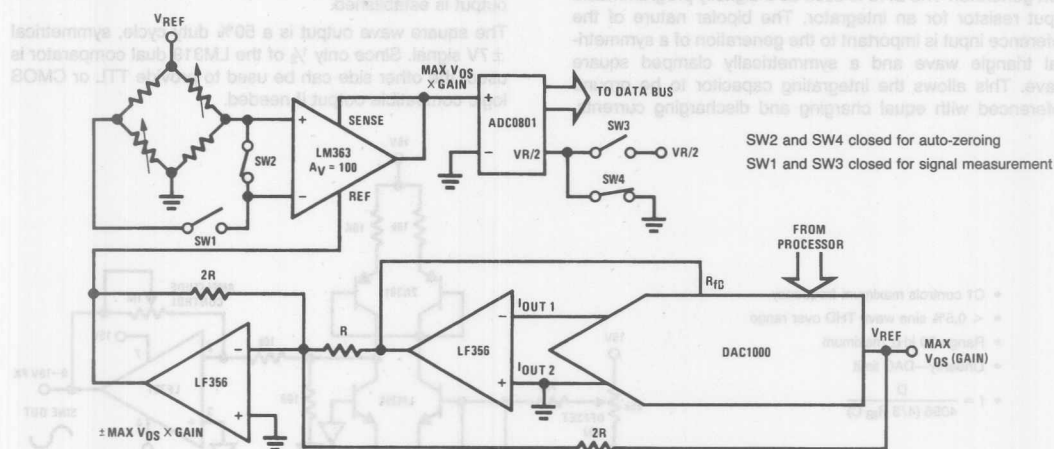 VREF
MAX VOS
× GAIN
TO DATA BUS
+
SENSE
ADC0801
SW3
SW2
LM363
AV = 100
−
VR/2
VR/2
SW2 and SW4 closed for auto-zeroing
SW1 and SW3 closed for signal measurement
+
−
REF
SW4
SW1
FROM
PROCESSOR
2R
Rfb
−
IOUT 1
R
LF356
DAC1000
VREF
MAX
VOS (GAIN)
−
LF356
+
IOUT 2
+
±MAX VOS × GAIN
2R